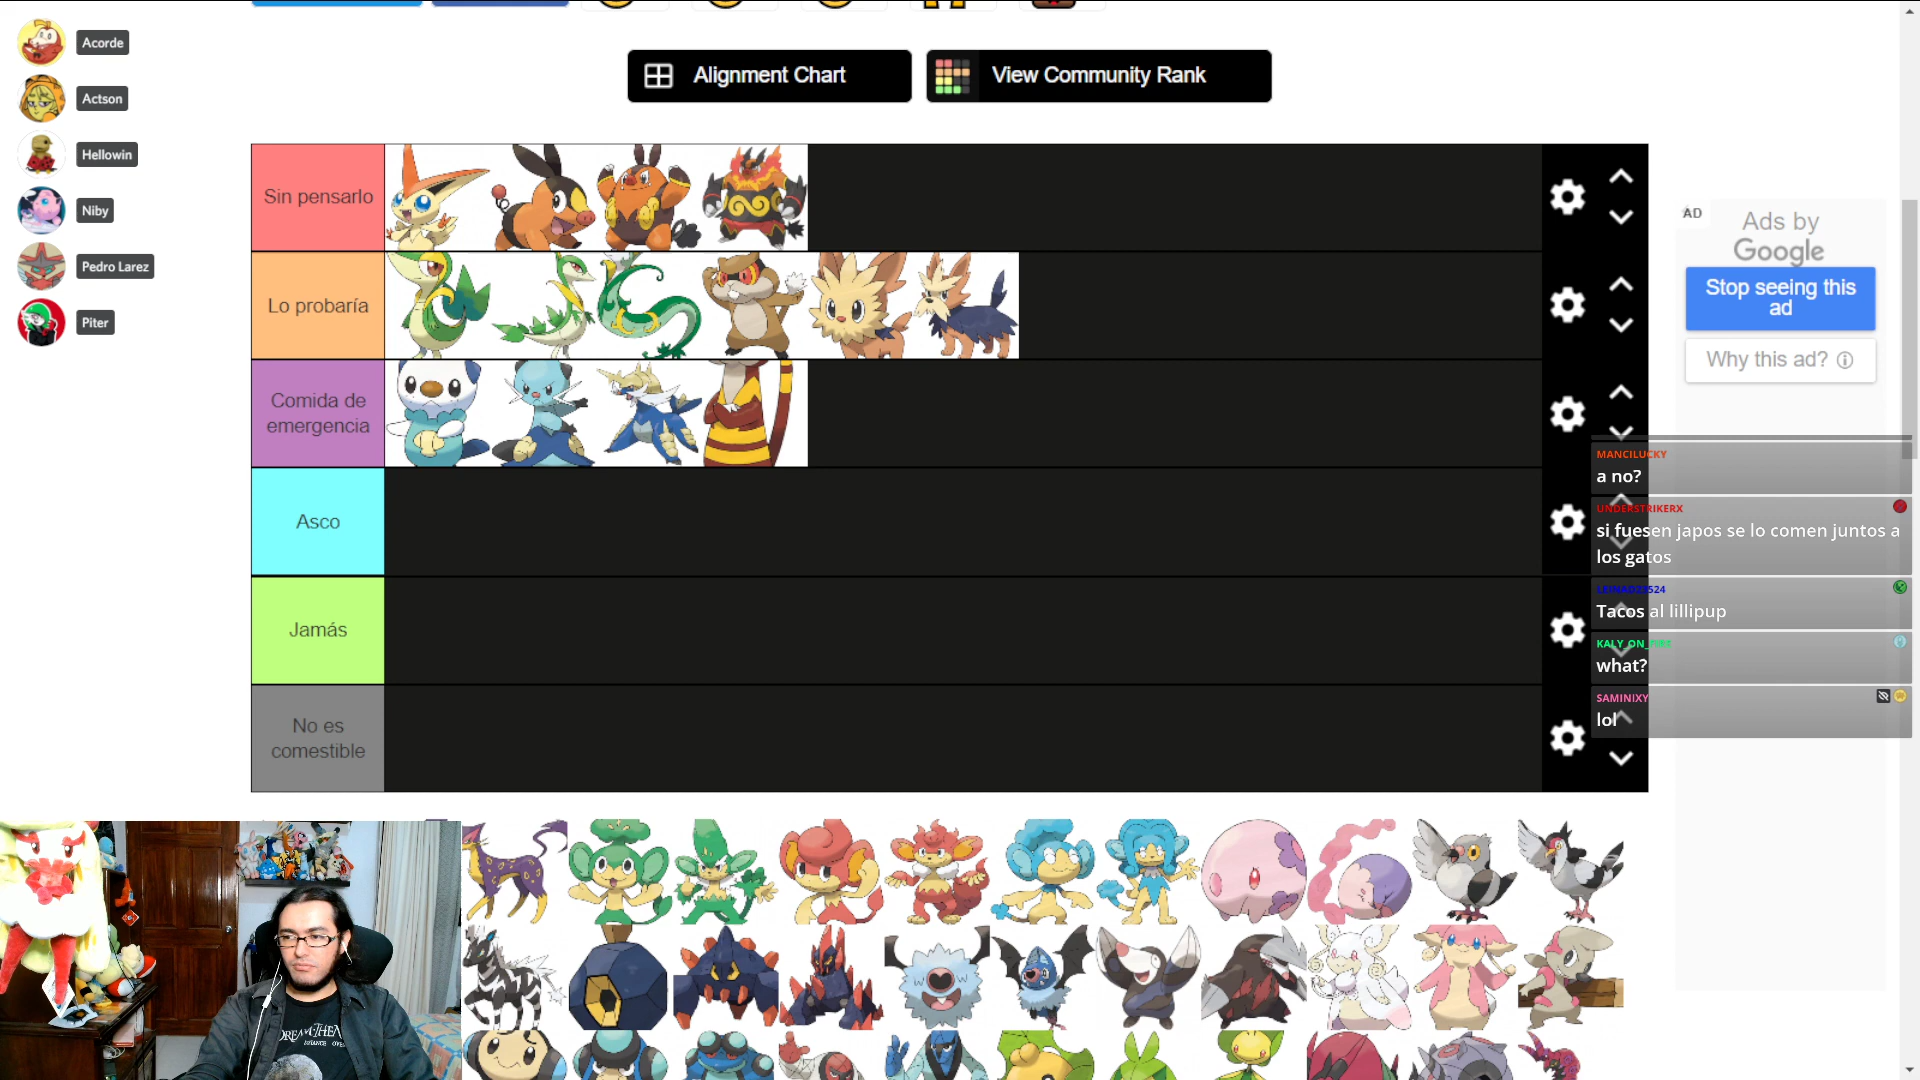 Acorde
Actson
Hellowin
Niby
Pedro Larez
Piter
Alignment Chart
View Community Rank
Sin pensarlo
Lo probaría
Comida de
emergencia
Asco
Jamás
No es
comestible
AD
Ads by
Google
Stop seeing this
ad
Why this ad?
MANCILUCKY
a no?
UNDERSTRIKERX
si fuesen japos se lo comen juntos a
los gatos
Tacos al lillipup
KALY_ON_FIRE
what?
SAMINIXY
lol